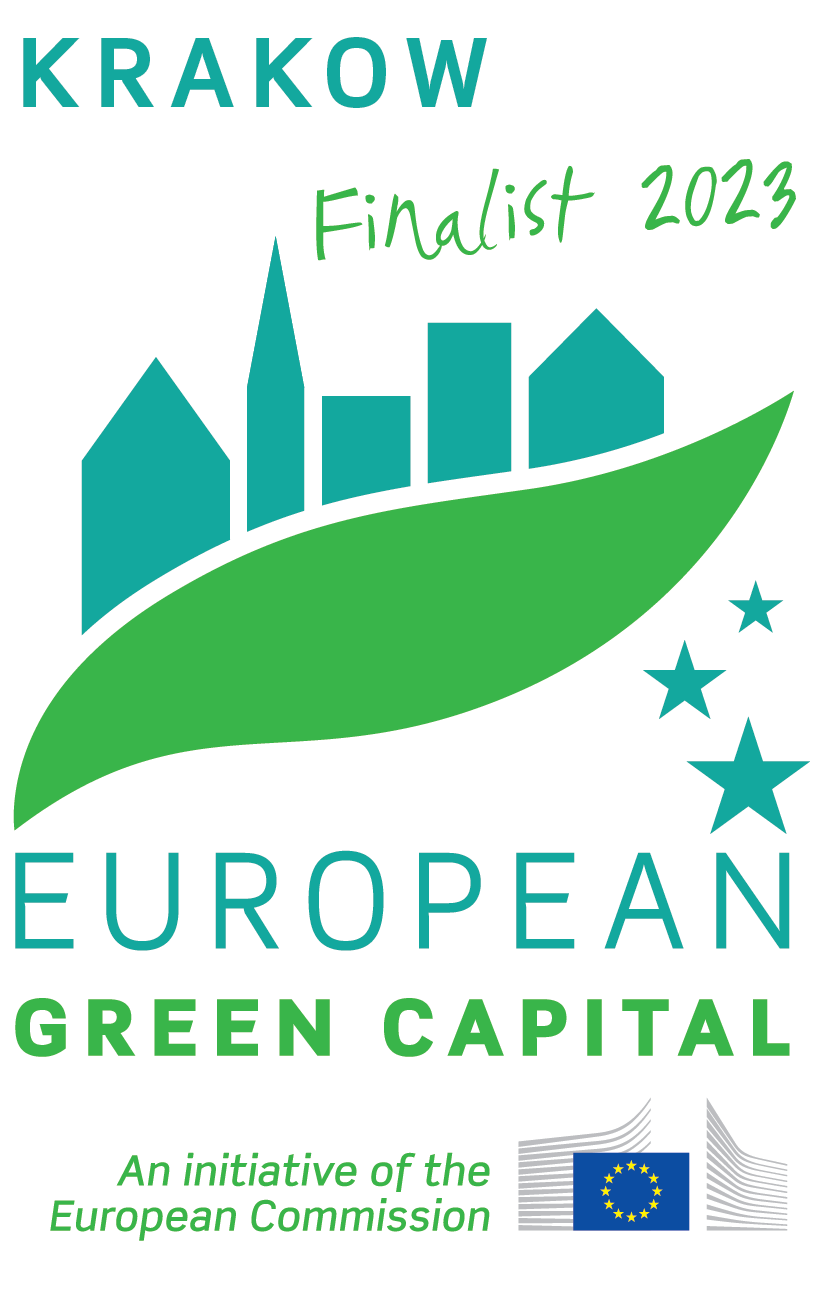 KRAKOW
Finalist 2023
EUROPEAN
GREEN CAPITAL
An initiative of the
European Commission